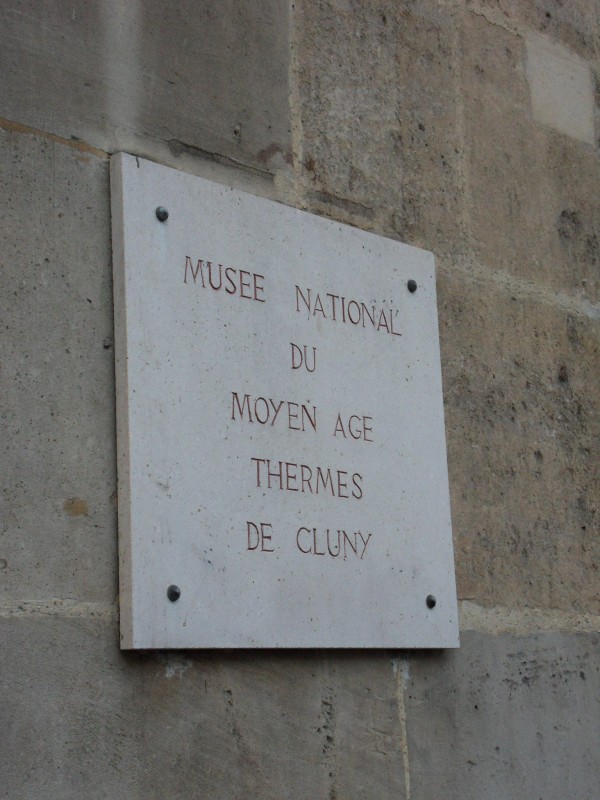 MUSEE NATIONAL
DU
MOYEN AGE
THERMES
DE CLUNY